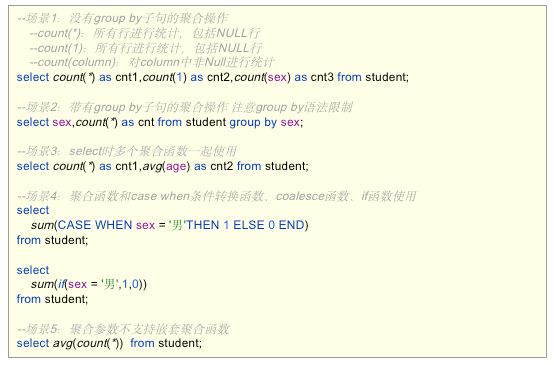 --场景1：没有group by子句的聚合操作
--count(*)：所有行进行统计，包括NULL行
--count(1)：所有行进行统计，包括NULL行
--count(column)：对column中非Null进行统计
select count(*) as cnt1,count(1) as cnt2,count(sex) as cnt3 from student;
--场景2：带有group by子句的聚合操作 注意group by语法限制
select sex,count(*) as cnt from student group by sex;
--场景3：select时多个聚合函数一起使用
select count(*) as cnt1,avg(age) as cnt2 from student;
--场景4：聚合函数和case when条件转换函数、coalesce函数、if函数使用
select
sum(CASE WHEN sex = '男'THEN 1 ELSE 0 END)
from student;
select
sum(if(sex = '男',1,0))
from student;
--场景5：聚合参数不支持嵌套聚合函数
select avg(count(*))  from student;